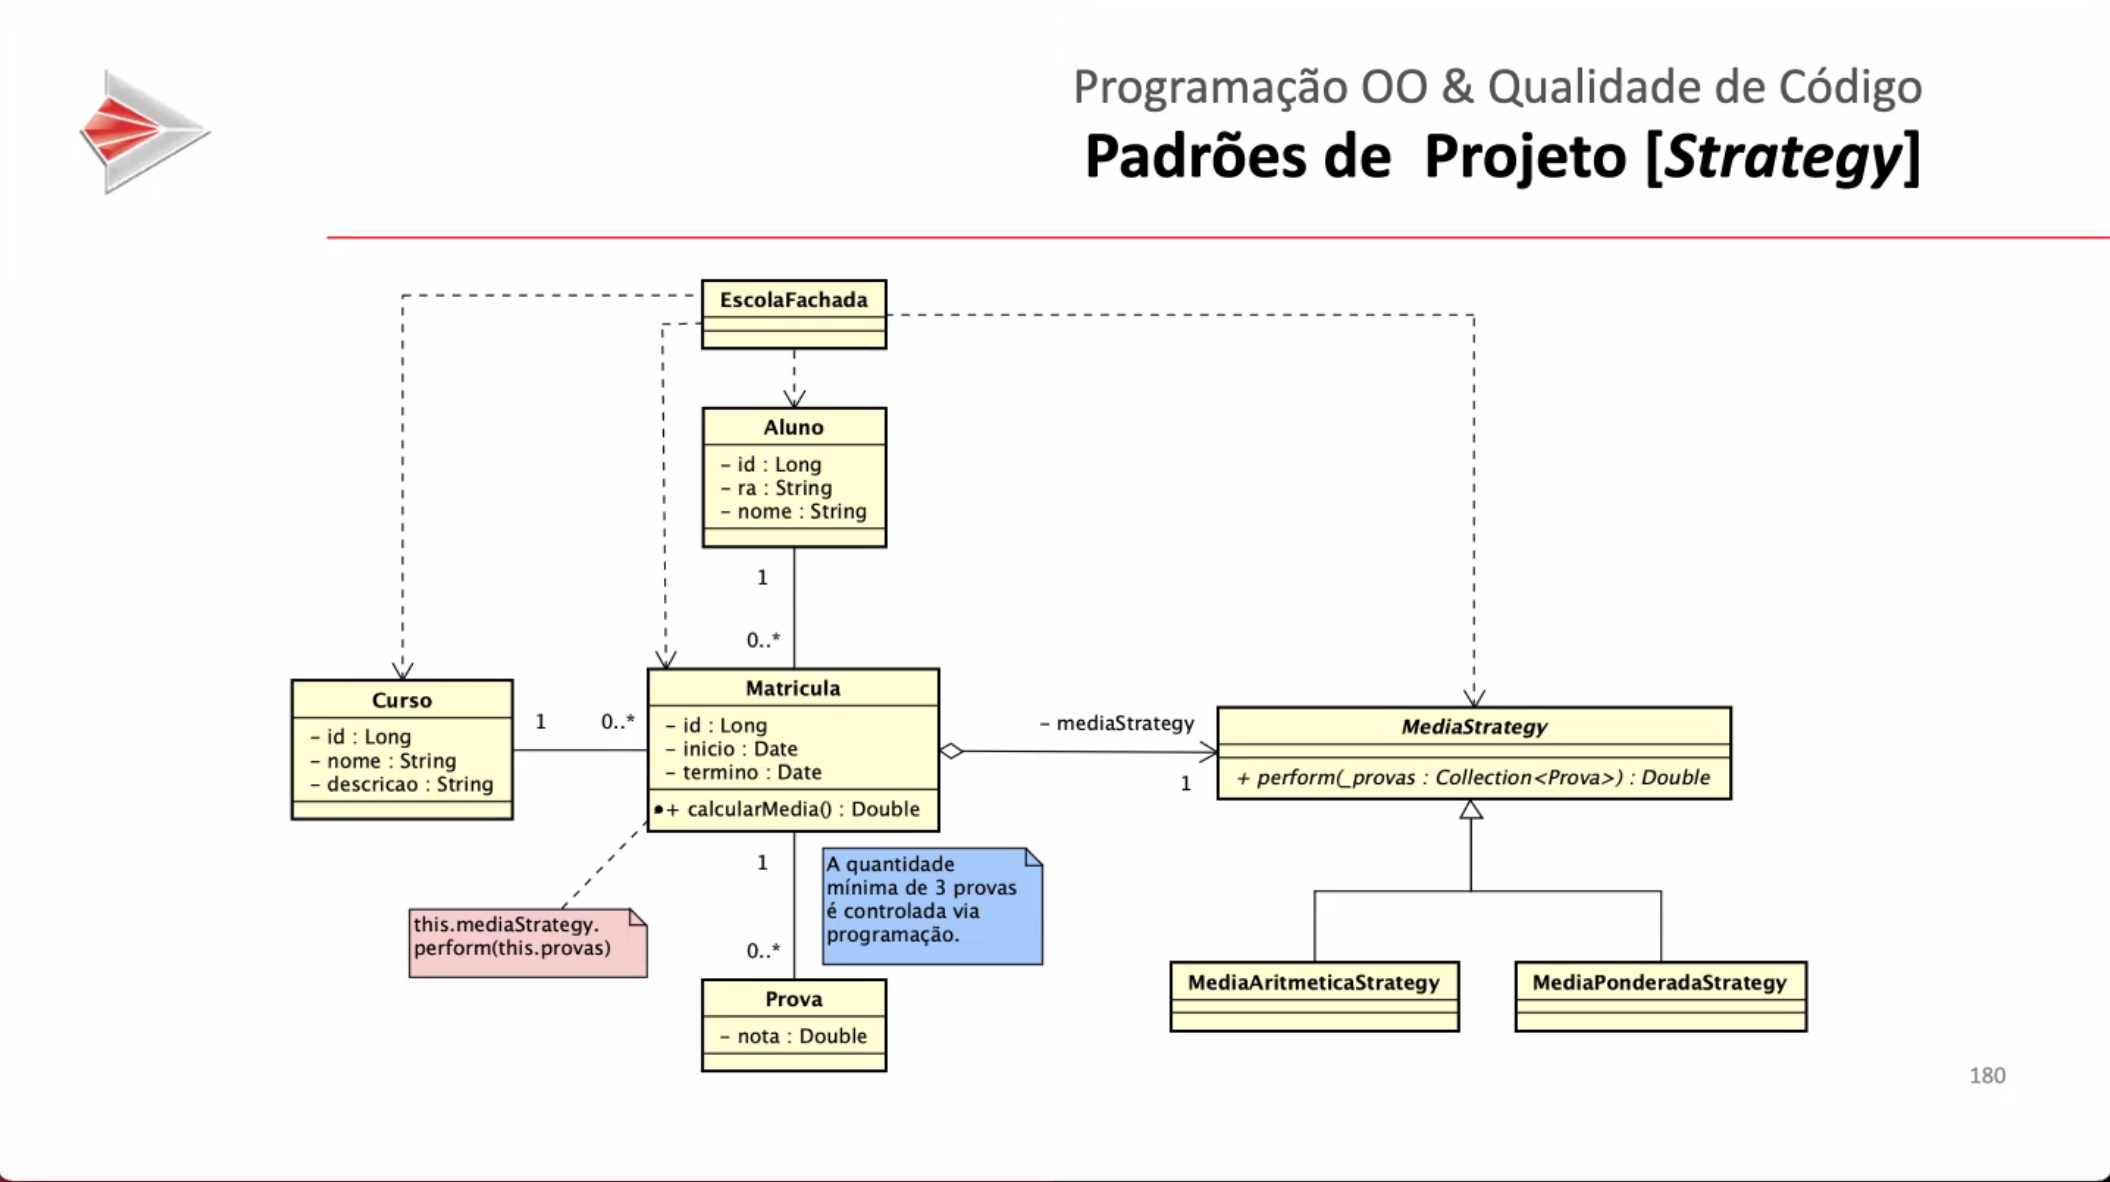 Programação OO & Qualidade de Código
Padrões de Projeto [Strategy]
EscolaFachada
Aluno
– id : Long
– ra : String
– nome : String
1
0..*
Curso
– id : Long
– nome : String
– descricao : String
1
0..*
Matricula
– id : Long
– inicio : Date
– termino : Date
+ calcularMedia() : Double
– mediaStrategy
1
MediaStrategy
+ perform(_provas : Collection<Prova>) : Double
this.mediaStrategy.
perform(this.provas)
1
0..*
A quantidade
mínima de 3 provas
é controlada via
programação.
Prova
– nota : Double
MediaAritmeticaStrategy
MediaPonderadaStrategy
180